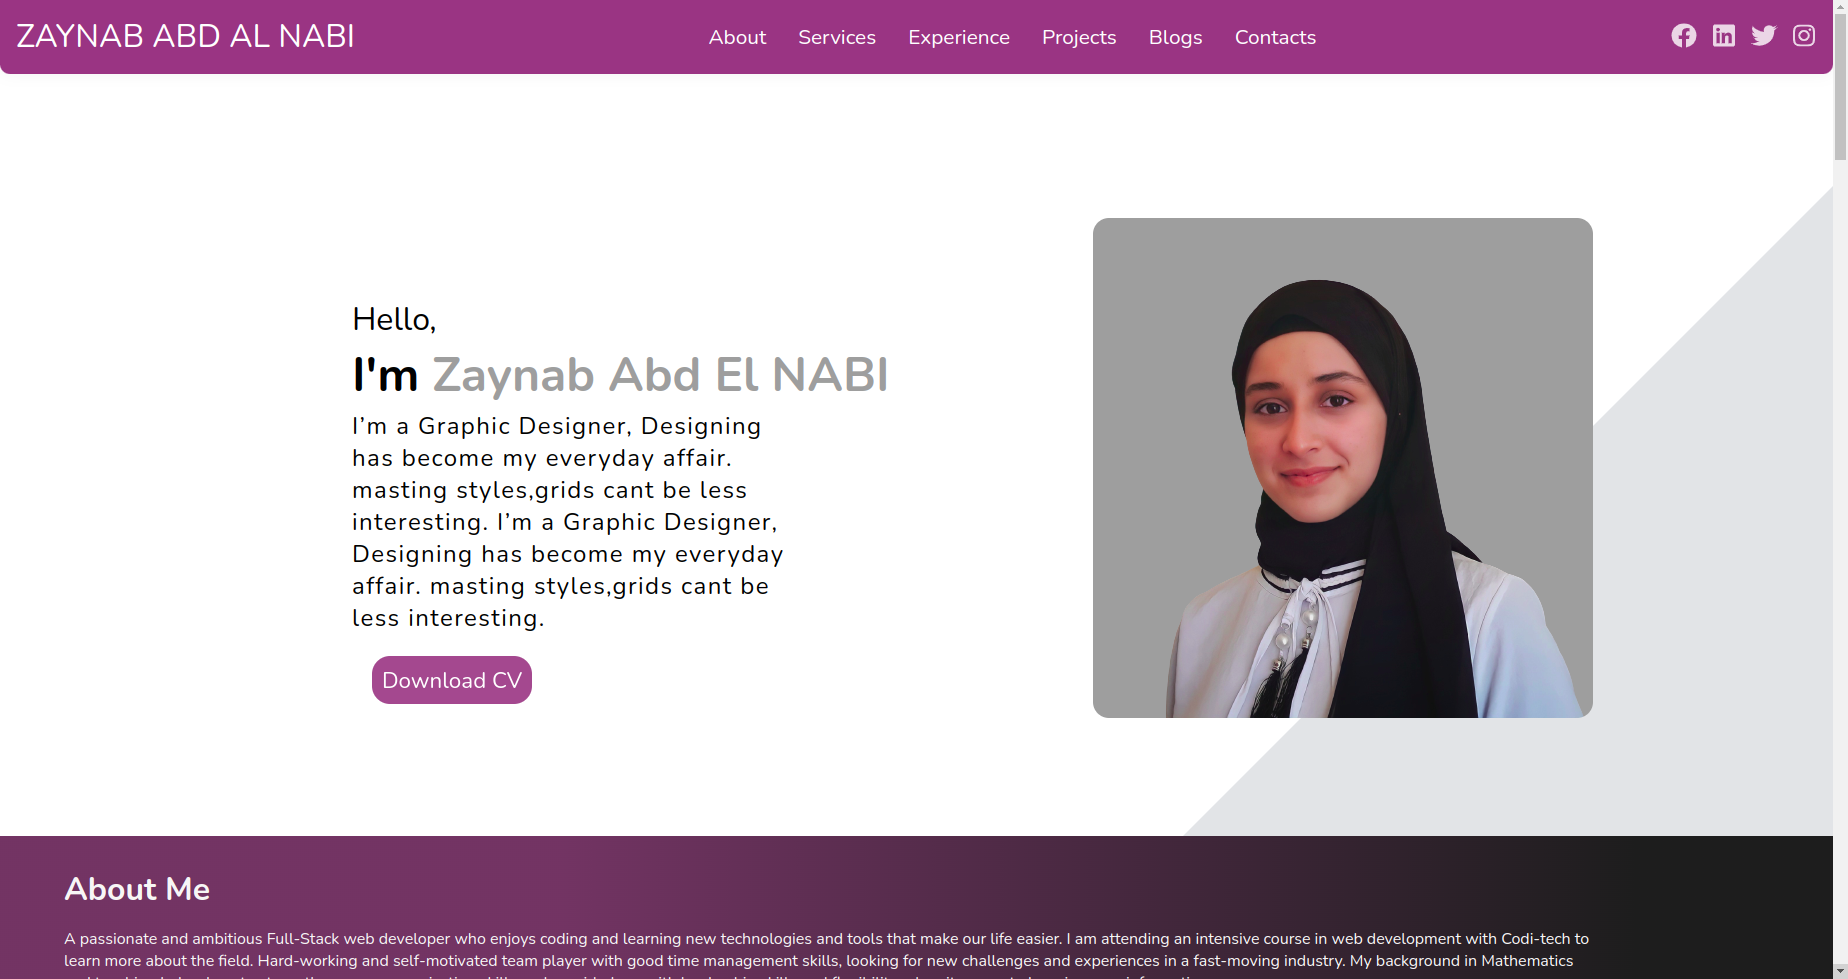 ZAYNAB ABD AL NABI
About Services Experience Projects Blogs Contacts
Hello,
I'm Zaynab Abd El NABI
I’m a Graphic Designer, Designing
has become my everyday affair.
masting styles,grids cant be less
interesting. I’m a Graphic Designer,
Designing has become my everyday
affair. masting styles,grids cant be
less interesting.
Download CV
About Me
A passionate and ambitious Full-Stack web developer who enjoys coding and learning new technologies and tools that make our life easier. I am attending an intensive course in web development with Codi-tech to
learn more about the field. Hard-working and self-motivated team player with good time management skills, looking for new challenges and experiences in a fast-moving industry. My background in Mathematics